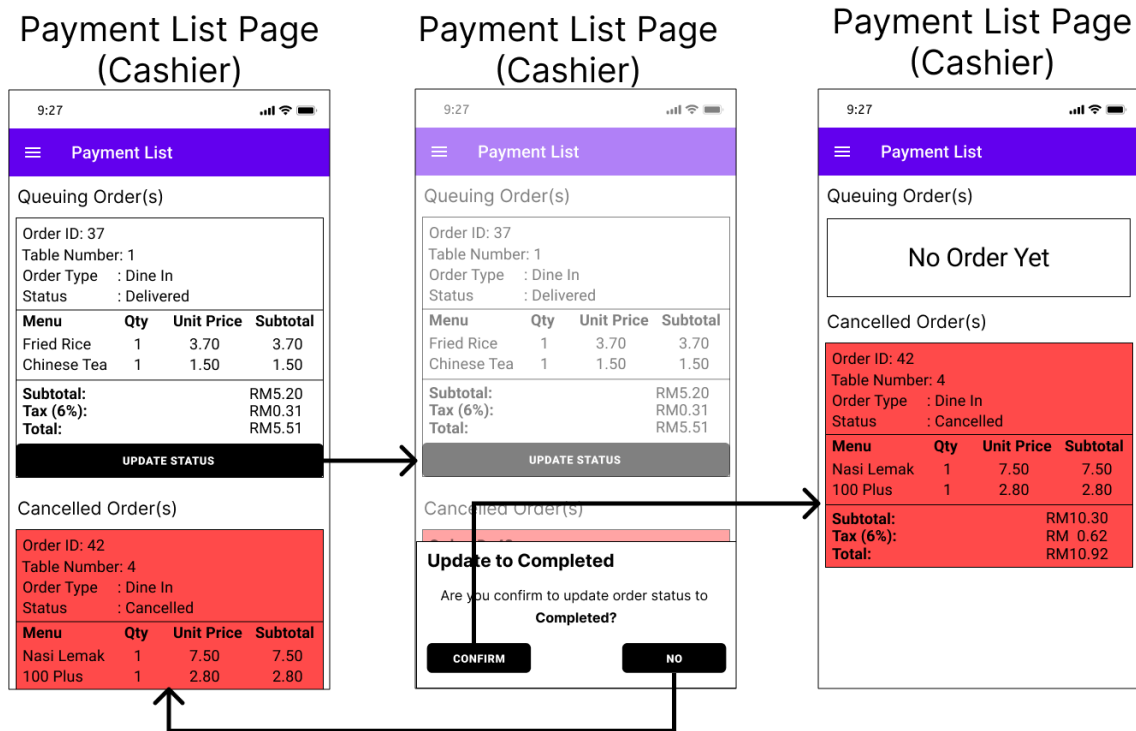 Payment List Page
(Cashier)
9:27
Payment List
Queuing Order(s)
Order ID: 37
Table Number: 1
Order Type : Dine In
Status : Delivered
Menu Qty Unit Price Subtotal
Fried Rice 1 3.70 3.70
Chinese Tea 1 1.50 1.50
Subtotal: RM5.20
Tax (6%): RM0.31
Total: RM5.51
UPDATE STATUS
Cancelled Order(s)
Order ID: 42
Table Number: 4
Order Type : Dine In
Status : Cancelled
Menu Qty Unit Price Subtotal
Nasi Lemak 1 7.50 7.50
100 Plus 1 2.80 2.80
Payment List Page
(Cashier)
9:27
Payment List
Queuing Order(s)
Order ID: 37
Table Number: 1
Order Type : Dine In
Status : Delivered
Menu Qty Unit Price Subtotal
Fried Rice 1 3.70 3.70
Chinese Tea 1 1.50 1.50
Subtotal: RM5.20
Tax (6%): RM0.31
Total: RM5.51
UPDATE STATUS
Cancelled Order(s)
Update to Completed
Are you confirm to update order status to
Completed?
CONFIRM NO
Payment List Page
(Cashier)
9:27
Payment List
Queuing Order(s)
No Order Yet
Cancelled Order(s)
Order ID: 42
Table Number: 4
Order Type : Dine In
Status : Cancelled
Menu Qty Unit Price Subtotal
Nasi Lemak 1 7.50 7.50
100 Plus 1 2.80 2.80
Subtotal: RM10.30
Tax (6%): RM 0.62
Total: RM10.92